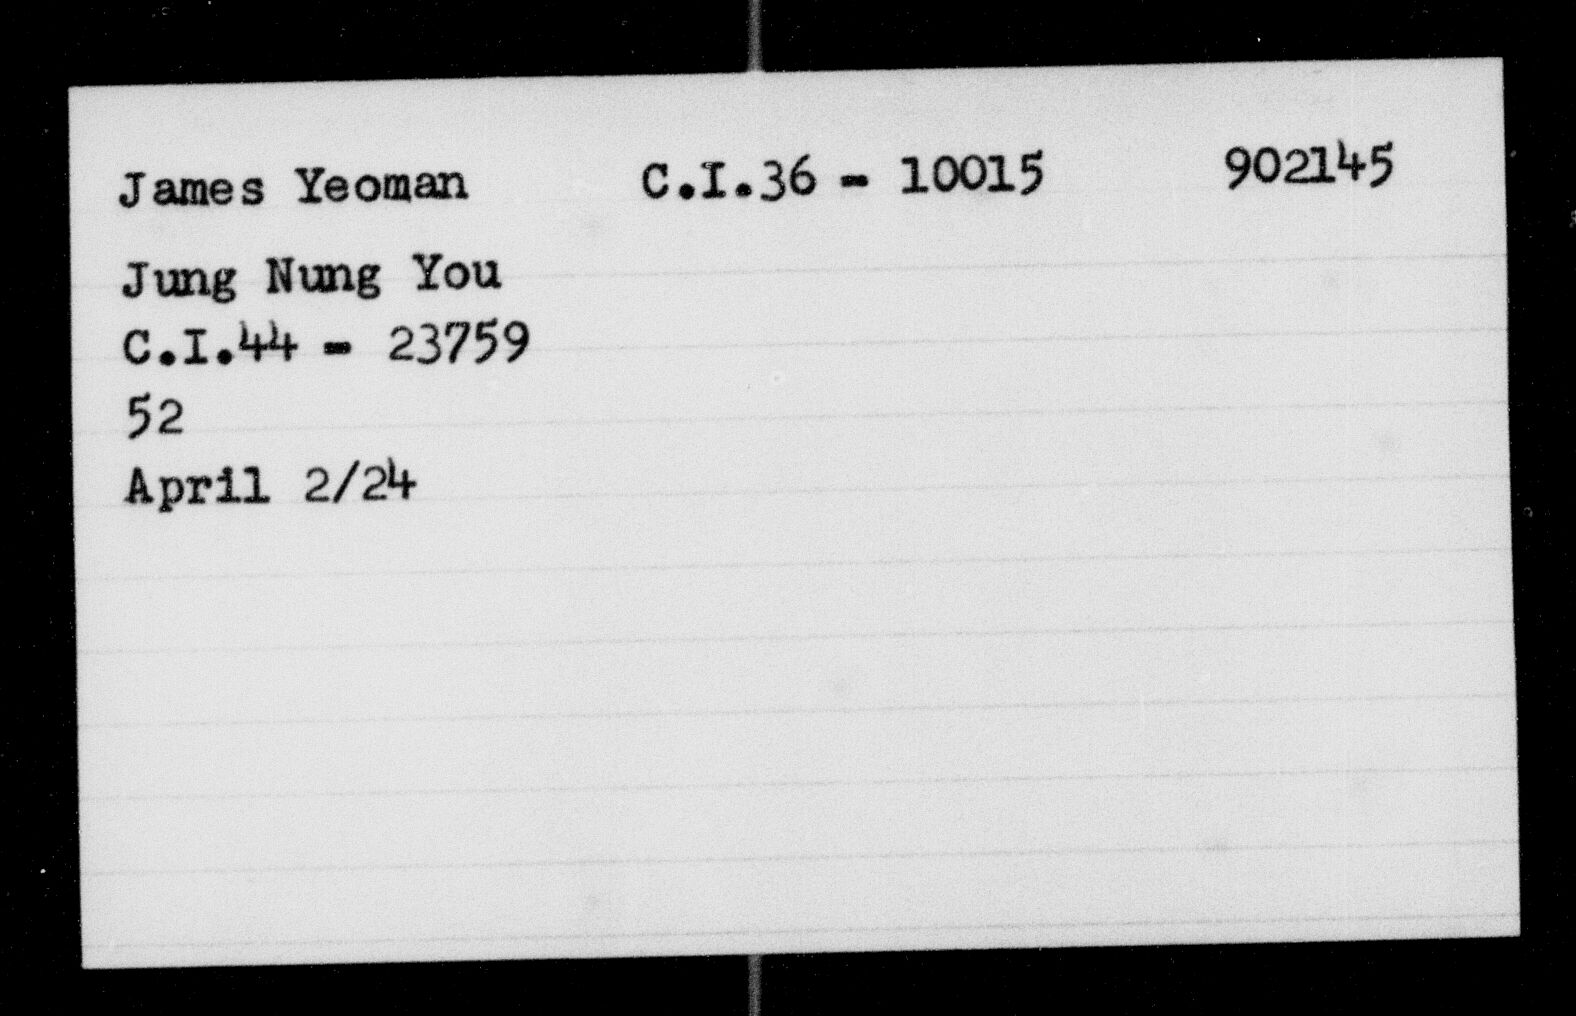 James Yeoman C.I.36 - 10015 902145
Jung Nung You
C.I.44 - 23759
52
April 2/24